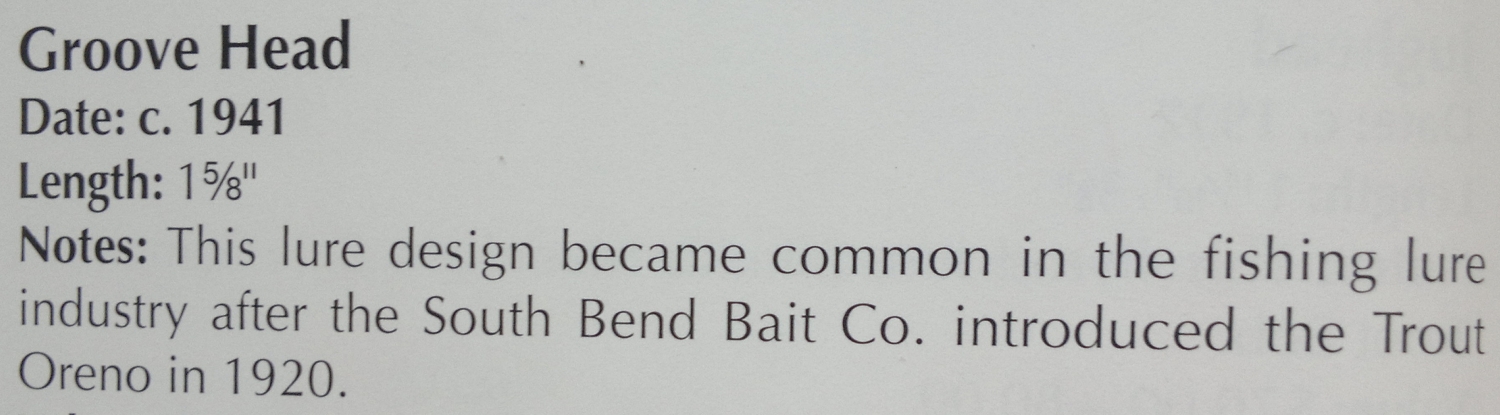 Groove Head
Date: c. 1941
Length: 1⅝"
Notes: This lure design became common in the fishing lure
industry after the South Bend Bait Co. introduced the Trout
Oreno in 1920.